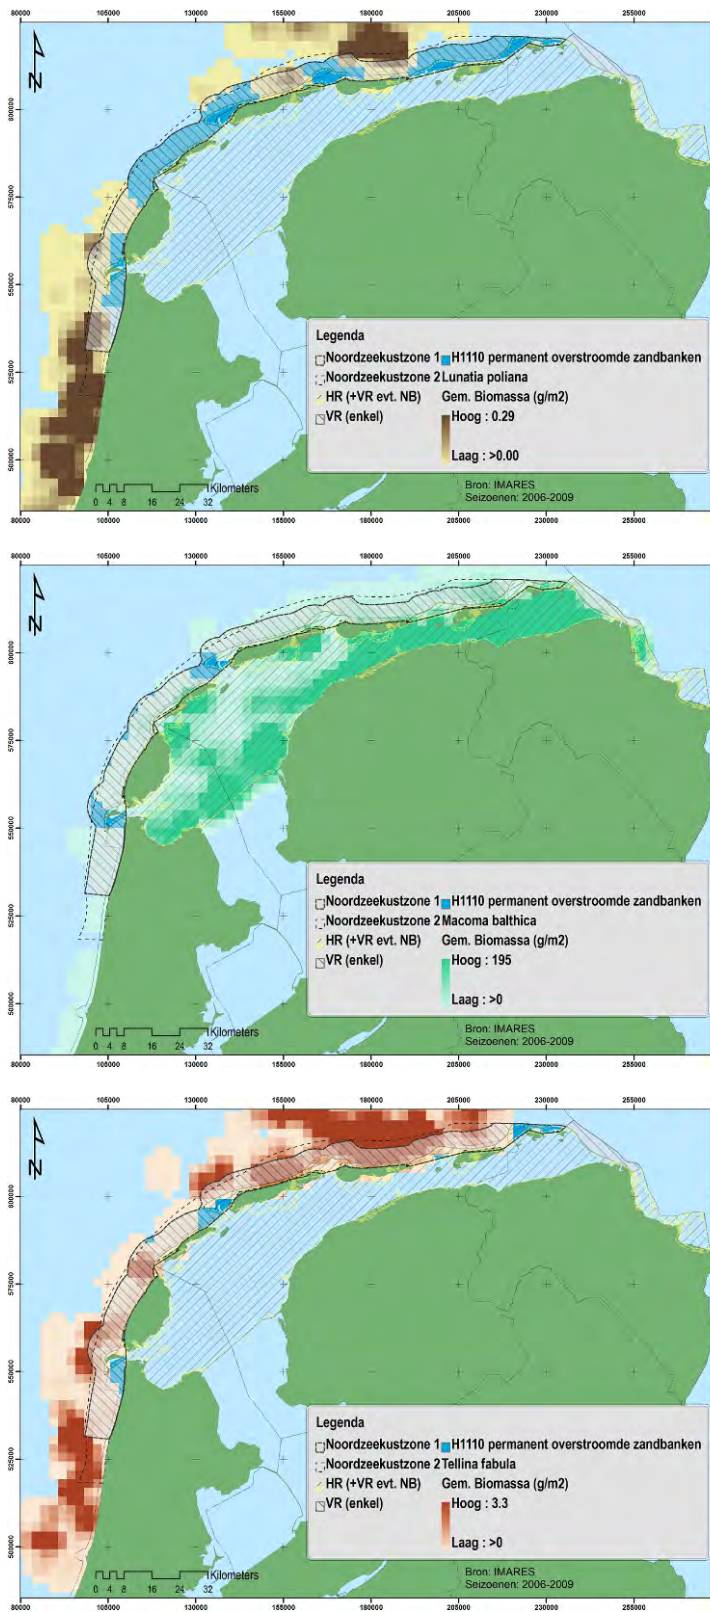 80000 105000 130000 155000 180000 205000 230000 255000
N
600000
575000
550000
525000
500000
Legenda
Noordzeekustzone 1 H1110 permanent overstroomde zandbanken
Noordzeekustzone 2 Lunatia poliana
HR (+VR evt. NB) Gem. Biomassa (g/m2)
VR (enkel) Hoog : 0.29
Laag : >0.00
Kilometers
0 4 8 16 24 32
Bron: IMARES
Seizoenen: 2006-2009
80000 105000 130000 155000 180000 205000 230000 255000
80000 105000 130000 155000 180000 205000 230000 255000
N
600000
575000
550000
525000
500000
Legenda
Noordzeekustzone 1 H1110 permanent overstroomde zandbanken
Noordzeekustzone 2 Macoma balthica
HR (+VR evt. NB) Gem. Biomassa (g/m2)
VR (enkel) Hoog : 195
Laag : >0
Kilometers
0 4 8 16 24 32
Bron: IMARES
Seizoenen: 2006-2009
80000 105000 130000 155000 180000 205000 230000 255000
80000 105000 130000 155000 180000 205000 230000 255000
N
600000
575000
550000
525000
500000
Legenda
Noordzeekustzone 1 H1110 permanent overstroomde zandbanken
Noordzeekustzone 2 Tellina fabula
HR (+VR evt. NB) Gem. Biomassa (g/m2)
VR (enkel) Hoog : 3.3
Laag : >0
Kilometers
0 4 8 16 24 32
Bron: IMARES
Seizoenen: 2006-2009
80000 105000 130000 155000 180000 205000 230000 255000